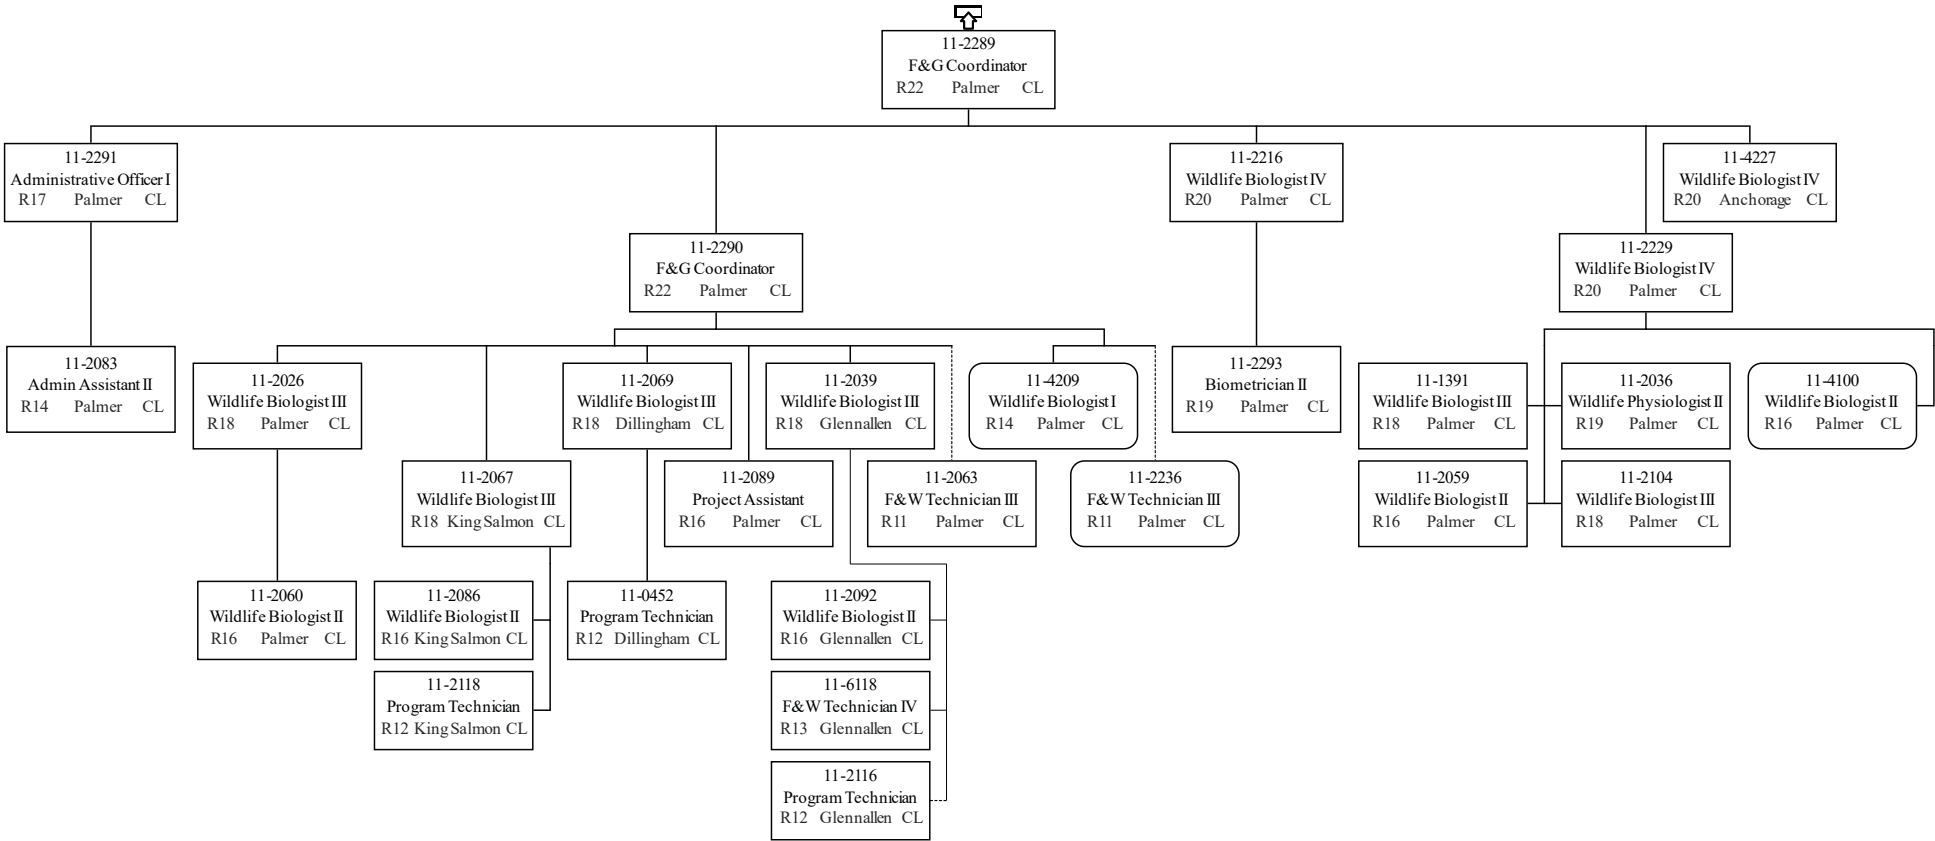 11-2289
F&G Coordinator
R22 Palmer CL
11-2291
Administrative Officer I
R17 Palmer CL
11-2216
Wildlife Biologist IV
R20 Palmer CL
11-4227
Wildlife Biologist IV
R20 Anchorage CL
11-2290
F&G Coordinator
R22 Palmer CL
11-2229
Wildlife Biologist IV
R20 Palmer CL
11-2083
Admin Assistant II
R14 Palmer CL
11-2026
Wildlife Biologist III
R18 Palmer CL
11-2069
Wildlife Biologist III
R18 Dillingham CL
11-2039
Wildlife Biologist III
R18 Glennallen CL
11-4209
Wildlife Biologist I
R14 Palmer CL
11-2293
Biometrician II
R19 Palmer CL
11-1391
Wildlife Biologist III
R18 Palmer CL
11-2036
Wildlife Physiologist II
R19 Palmer CL
11-4100
Wildlife Biologist II
R16 Palmer CL
11-2067
Wildlife Biologist III
R18 King Salmon CL
11-2089
Project Assistant
R16 Palmer CL
11-2063
F&W Technician III
R11 Palmer CL
11-2236
F&W Technician III
R11 Palmer CL
11-2059
Wildlife Biologist II
R16 Palmer CL
11-2104
Wildlife Biologist III
R18 Palmer CL
11-2060
Wildlife Biologist II
R16 Palmer CL
11-2086
Wildlife Biologist II
R16 King Salmon CL
11-0452
Program Technician
R12 Dillingham CL
11-2092
Wildlife Biologist II
R16 Glennallen CL
11-2118
Program Technician
R12 King Salmon CL
11-6118
F&W Technician IV
R13 Glennallen CL
11-2116
Program Technician
R12 Glennallen CL